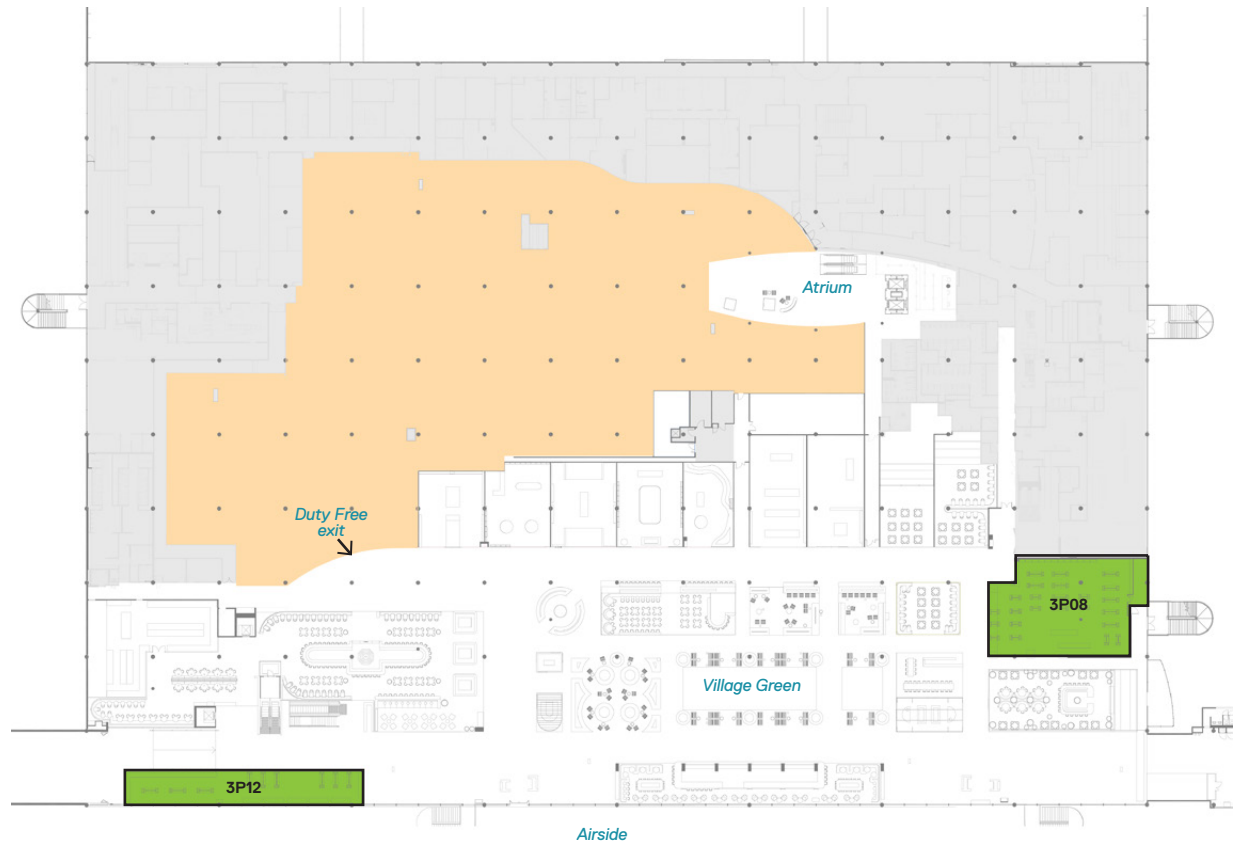 Atrium
Duty Free
exit
3P08
Village Green
3P12
Airside